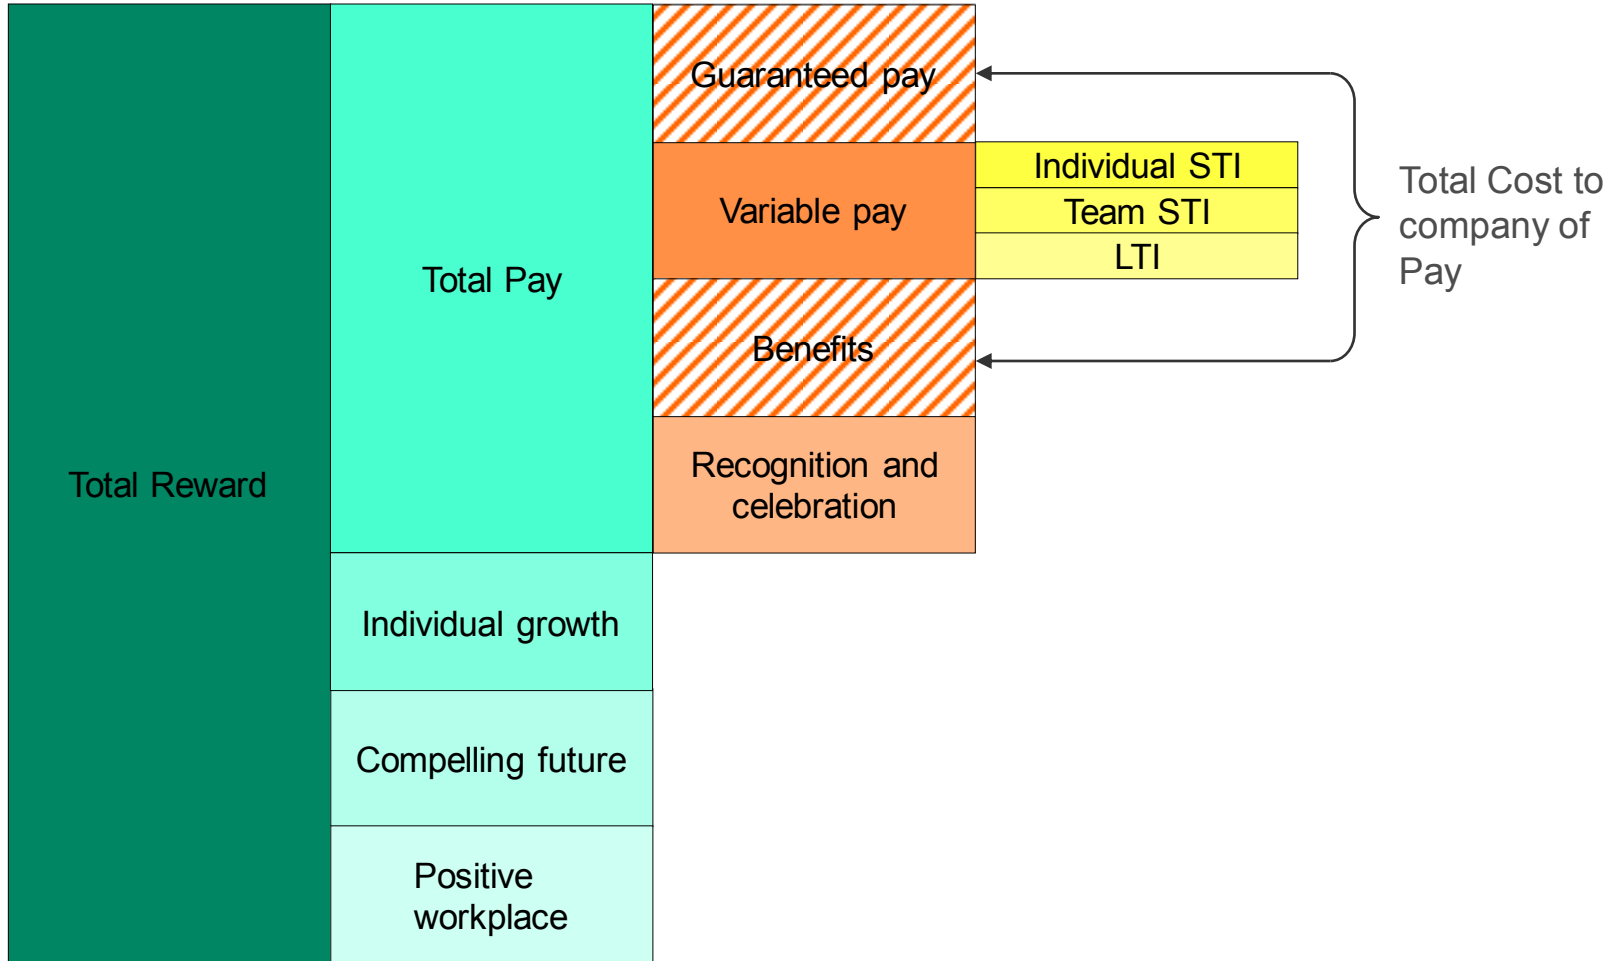 Guaranteed pay
Individual STI
Variable pay
Team STI
LTI
Total Cost to
company of
Pay
Total Pay
Benefits
Total Reward
Recognition and
celebration
Individual growth
Compelling future
Positive
workplace